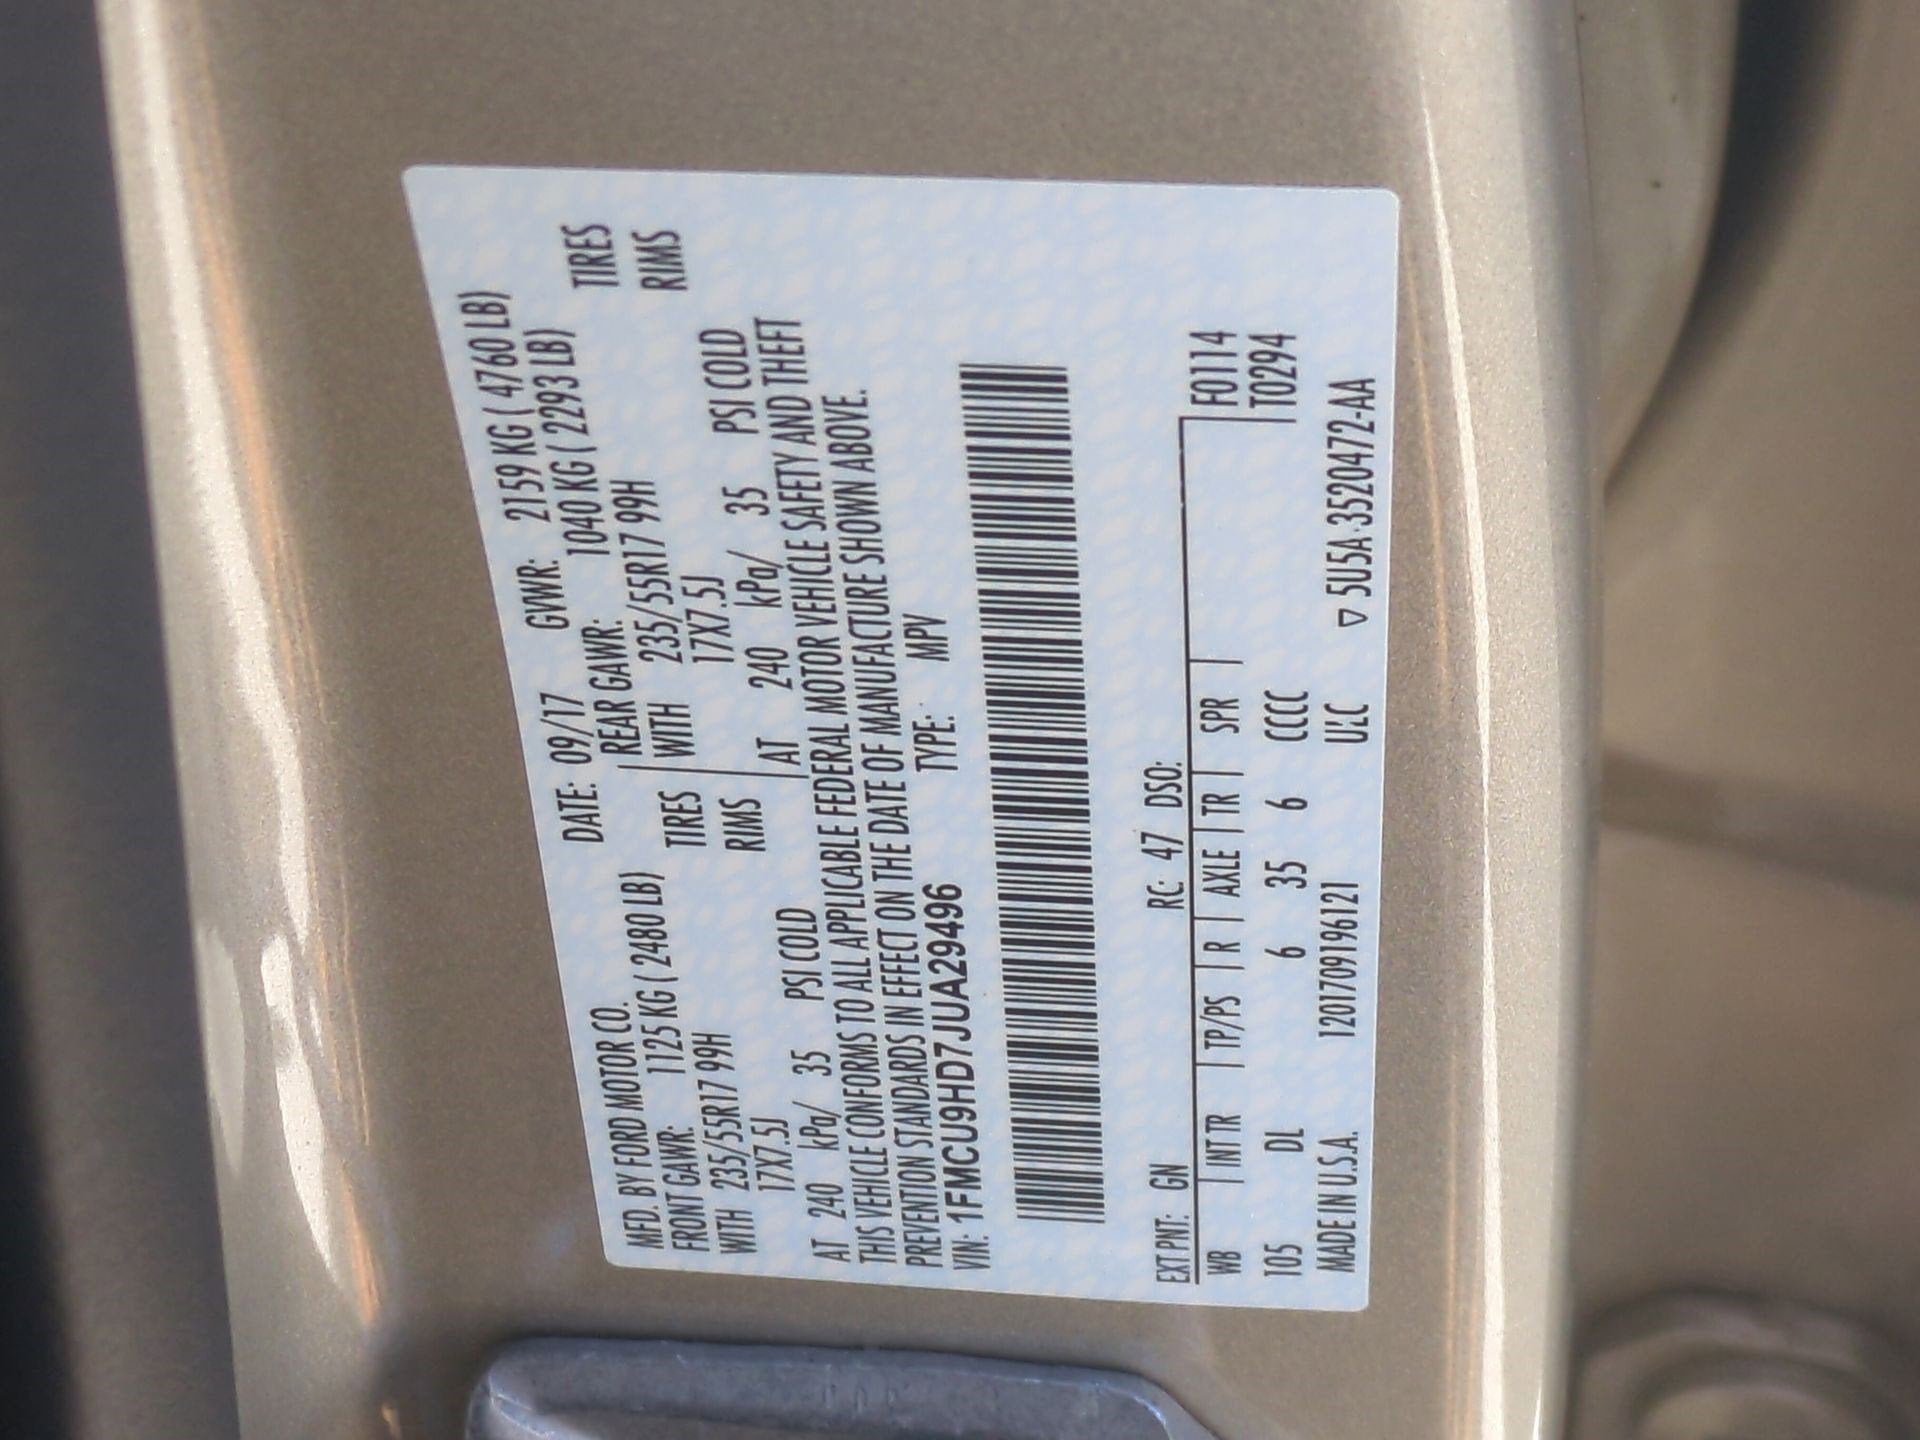 MFD. BY FORD MOTOR CO. DATE: 09/17 GVWR: 2159 KG ( 4760 LB)
FRONT GAWR: 1125 KG ( 2480 LB) REAR GAWR: 1040 KG ( 2293 LB)
WITH 235/55R17 99H TIRES WITH 235/55R17 99H TIRES
17X7.5J RIMS 17X7.5J RIMS
AT 240 kPa/ 35 PSI COLD AT 240 kPa/ 35 PSI COLD
THIS VEHICLE CONFORMS TO ALL APPLICABLE FEDERAL MOTOR VEHICLE SAFETY AND THEFT
PREVENTION STANDARDS IN EFFECT ON THE DATE OF MANUFACTURE SHOWN ABOVE.
VIN: 1FMCU9HD7JUA29496 TYPE: MPV
EXT PNT: GN RC: 47 DSO:
WB INT TR TP/PS R AXLE TR SPR F0114
105 DL 6 35 6 CCCC T0294
MADE IN U.S.A. 1201709196121 ULC ▽ 5U5A-3520472-AA